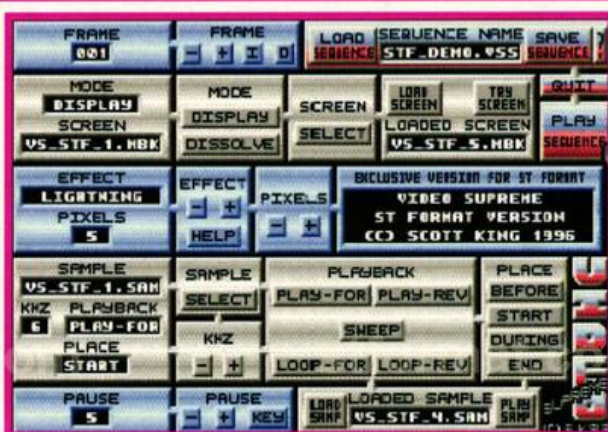 FRAME
001
FRAME
- + I D
LOAD SEQUENCE
SEQUENCE NAME
STF_DEMO.VSS
SAVE SEQUENCE
MODE
DISPLAY
SCREEN
VS_STF_1.MBK
MODE
DISPLAY
DISSOLVE
SCREEN
SELECT
LOAD SCREEN
TRY SCREEN
LOADED SCREEN
VS_STF_5.MBK
QUIT
PLAY SEQUENCE
EFFECT
LIGHTNING
PIXELS
5
EFFECT
- +
HELP
PIXELS
- +
EXCLUSIVE VERSION FOR ST FORMAT
VIDEO SUPREME
ST FORMAT VERSION
(C) SCOTT KING 1996
SAMPLE
VS_STF_1.SAM
KHZ PLAYBACK
6 PLAY-FOR
PLACE
START
SAMPLE
SELECT
KHZ
- +
PLAYBACK
PLAY-FOR PLAY-REV
SWEEP
LOOP-FOR LOOP-REV
PLACE
BEFORE
START
DURING
END
PAUSE
5
PAUSE
- + KEY
LOAD SAMP
LOADED SAMPLE
VS_STF_4.SAM
PLAY SAMP